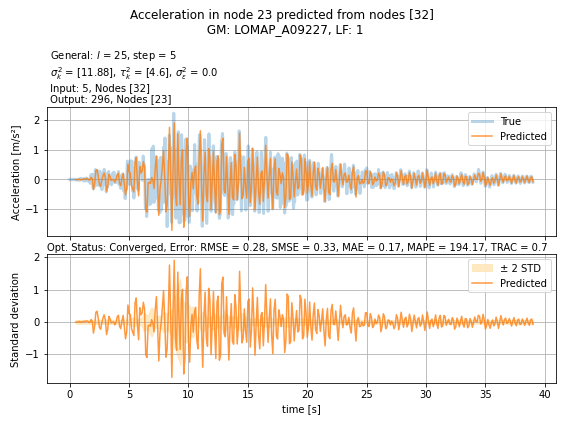 Acceleration in node 23 predicted from nodes [32]
GM: LOMAP_A09227, LF: 1
General: l = 25, step = 5
σ²ₖ = [11.88], τ²ₖ = [4.6], σ²ε = 0.0
Input: 5, Nodes [32]
Output: 296, Nodes [23]
2
1
0
−1
Acceleration [m/s²]
True
Predicted
Opt. Status: Converged, Error: RMSE = 0.28, SMSE = 0.33, MAE = 0.17, MAPE = 194.17, TRAC = 0.7
2
1
0
−1
Standard deviation
± 2 STD
Predicted
0 5 10 15 20 25 30 35 40
time [s]